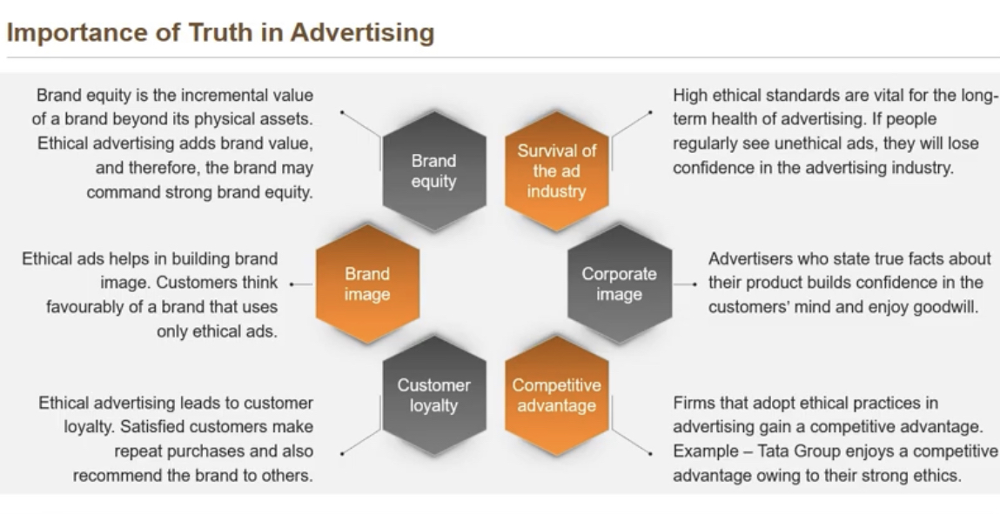 Importance of Truth in Advertising
Brand equity is the incremental value
of a brand beyond its physical assets.
Ethical advertising adds brand value,
and therefore, the brand may
command strong brand equity.
Brand
equity
Survival of
the ad
industry
High ethical standards are vital for the long-
term health of advertising. If people
regularly see unethical ads, they will lose
confidence in the advertising industry.
Ethical ads helps in building brand
image. Customers think
favourably of a brand that uses
only ethical ads.
Brand
image
Corporate
image
Advertisers who state true facts about
their product builds confidence in the
customers' mind and enjoy goodwill.
Ethical advertising leads to customer
loyalty. Satisfied customers make
repeat purchases and also
recommend the brand to others.
Customer
loyalty
Competitive
advantage
Firms that adopt ethical practices in
advertising gain a competitive advantage.
Example – Tata Group enjoys a competitive
advantage owing to their strong ethics.